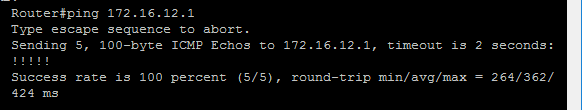 Router#ping 172.16.12.1
Type escape sequence to abort.
Sending 5, 100-byte ICMP Echos to 172.16.12.1, timeout is 2 seconds:
!!!!!
Success rate is 100 percent (5/5), round-trip min/avg/max = 264/362/
424 ms